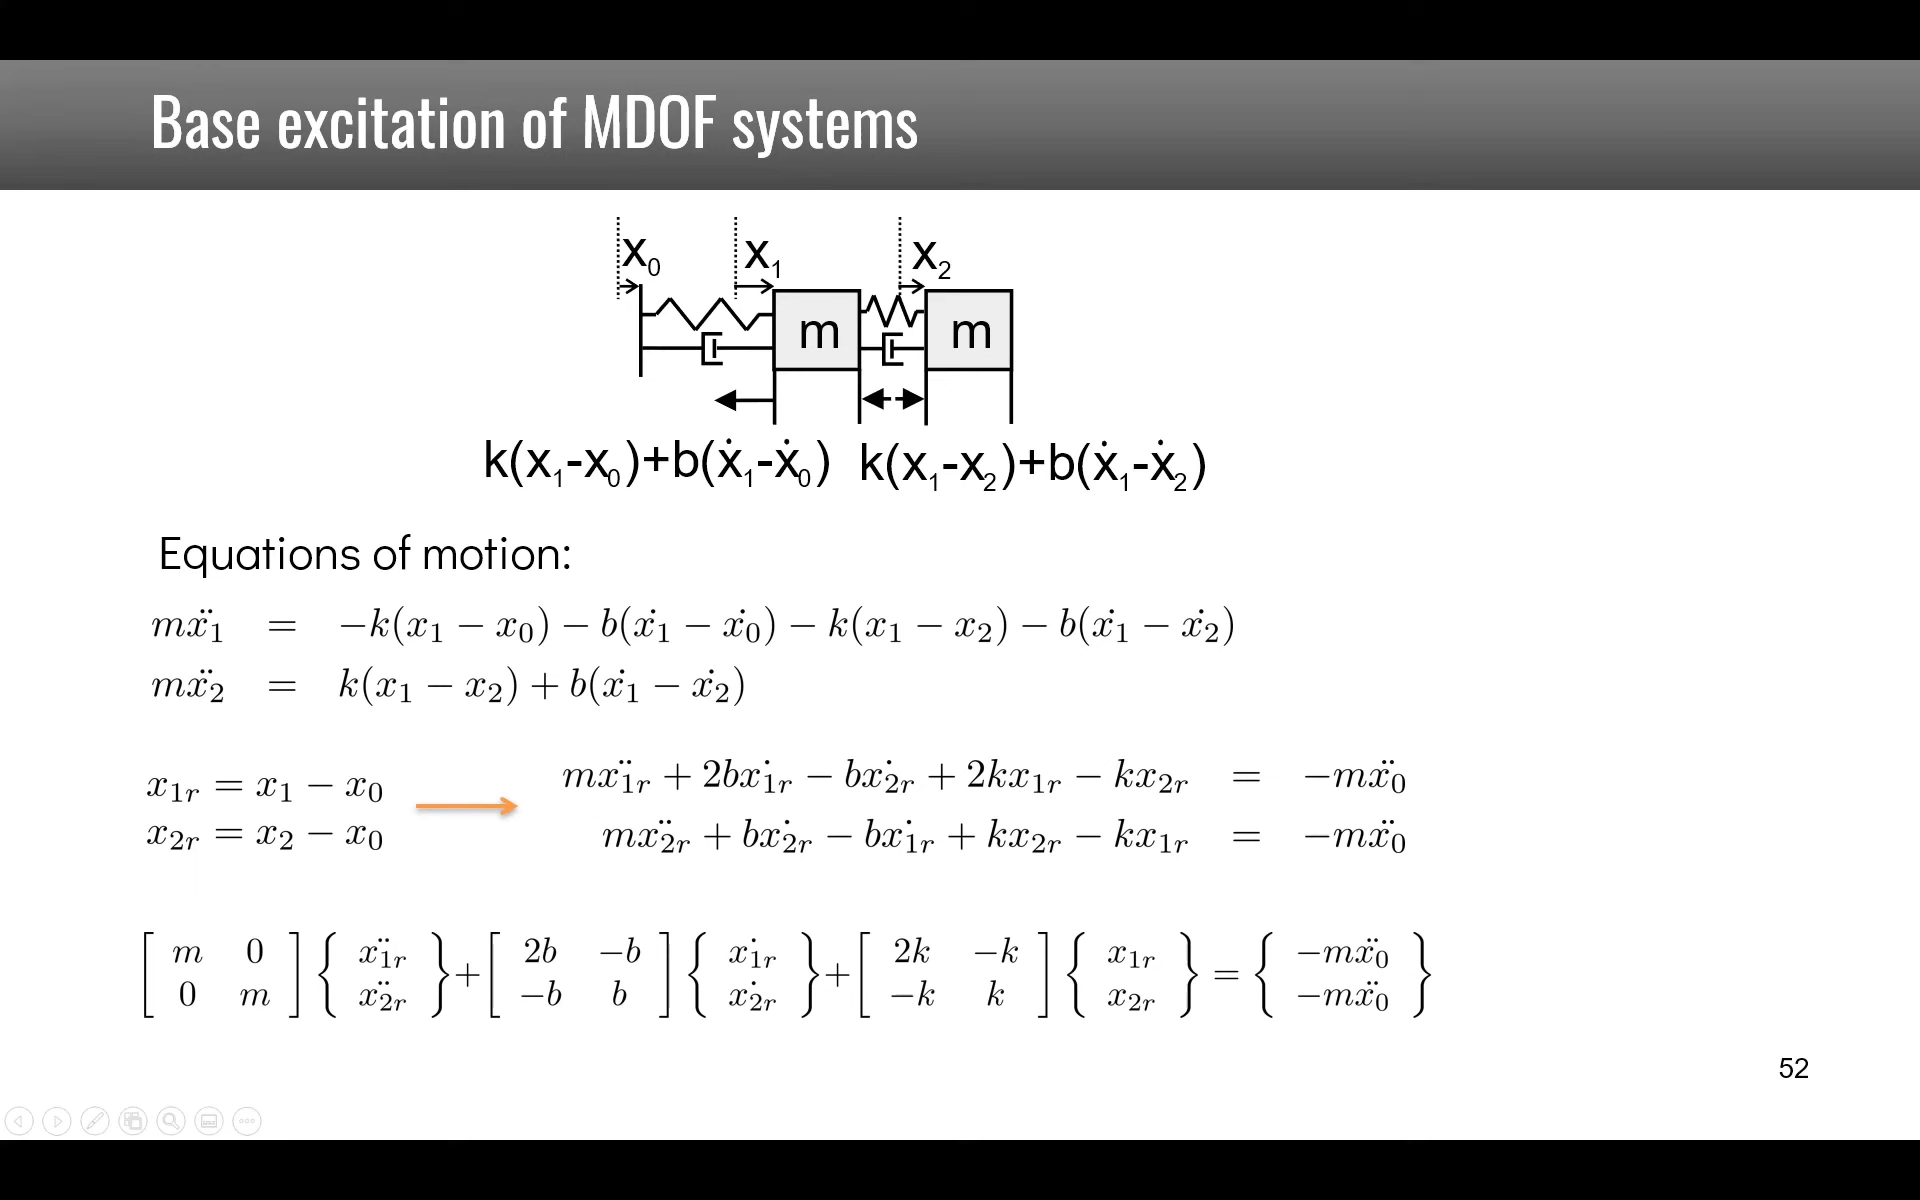 Base excitation of MDOF systems
x₀ x₁ x₂
m m
k(x₁-x₀)+b(ẋ₁-ẋ₀) k(x₁-x₂)+b(ẋ₁-ẋ₂)
Equations of motion:
mẍ₁ = −k(x₁ − x₀) − b(ẋ₁ − ẋ₀) − k(x₁ − x₂) − b(ẋ₁ − ẋ₂)
mẍ₂ = k(x₁ − x₂) + b(ẋ₁ − ẋ₂)
x₁ᵣ = x₁ − x₀
x₂ᵣ = x₂ − x₀
mẍ₁ᵣ + 2bẋ₁ᵣ − bẋ₂ᵣ + 2kx₁ᵣ − kx₂ᵣ = −mẍ₀
mẍ₂ᵣ + bẋ₂ᵣ − bẋ₁ᵣ + kx₂ᵣ − kx₁ᵣ = −mẍ₀
[ m 0 ] { ẍ₁ᵣ } + [ 2b −b ] { ẋ₁ᵣ } + [ 2k −k ] { x₁ᵣ } = { −mẍ₀ }
[ 0 m ] { ẍ₂ᵣ } [ −b b ] { ẋ₂ᵣ } [ −k k ] { x₂ᵣ } { −mẍ₀ }
52